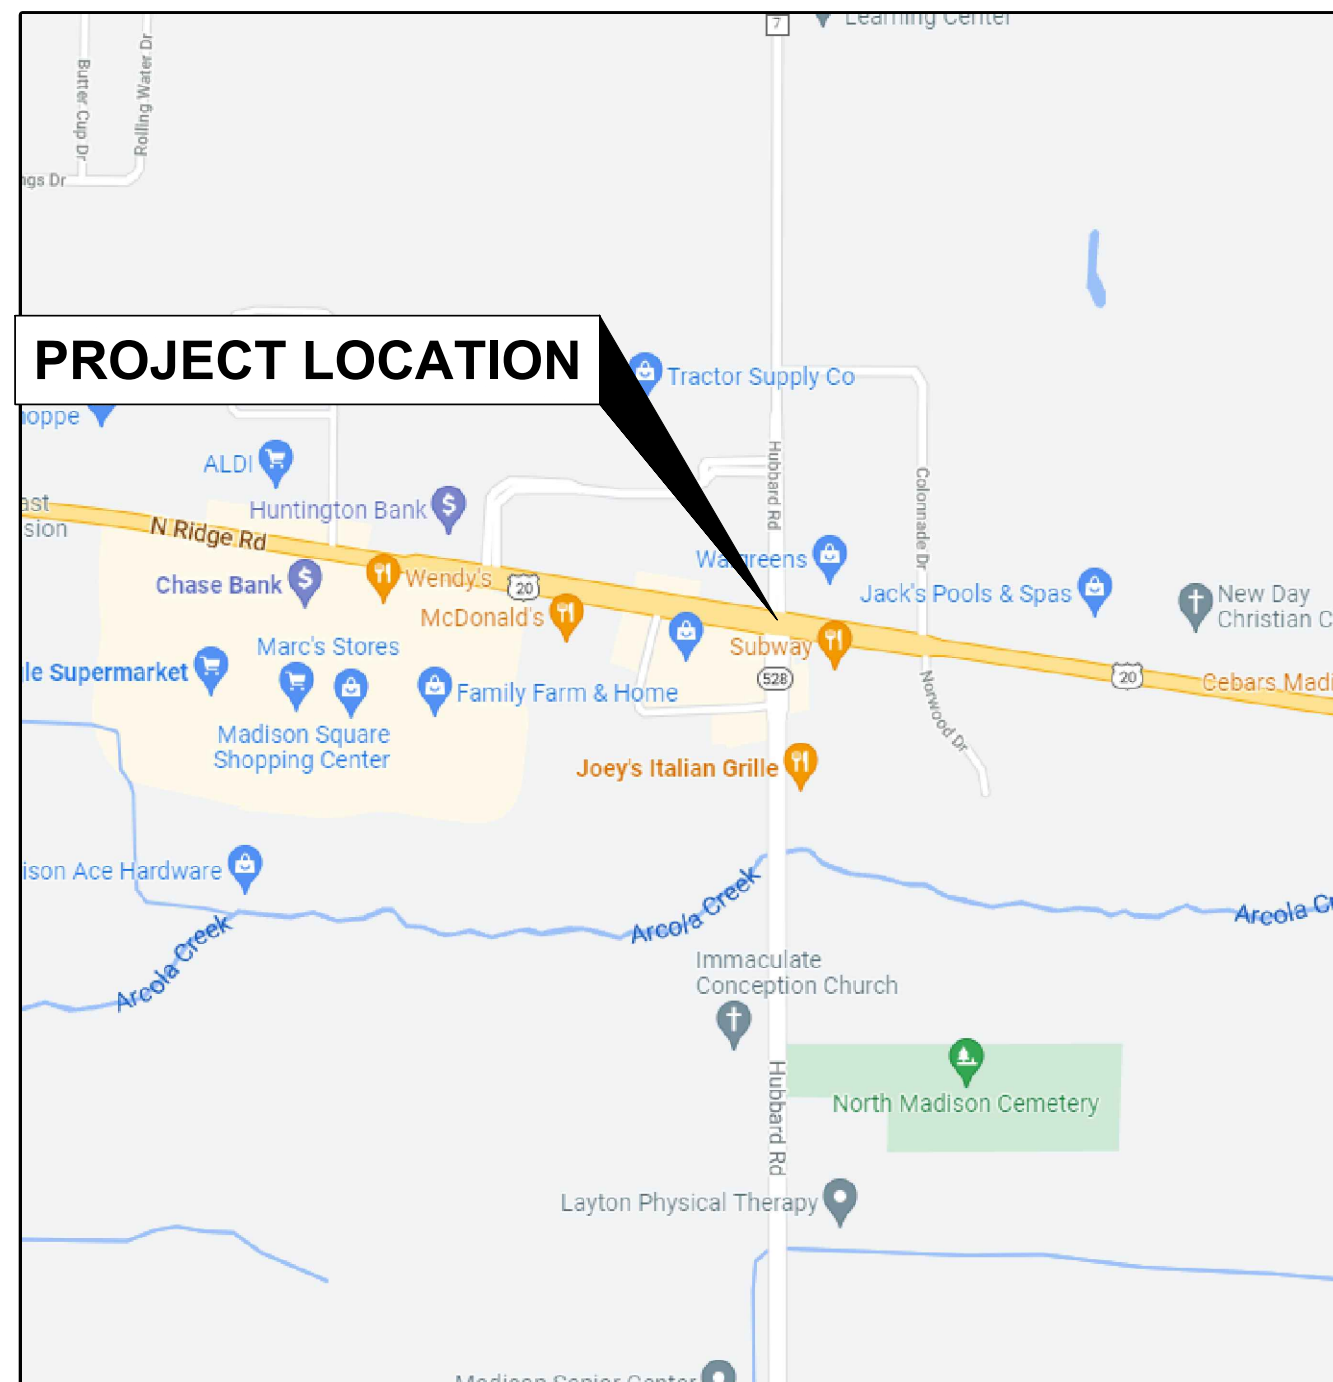 7
Learning Center
Butter Cup Dr
Rolling Water Dr
ngs Dr
PROJECT LOCATION
Tractor Supply Co
hoppe
ALDI
Hubbard Rd
Colonnade Dr
ast
sion
Huntington Bank
N Ridge Rd
Walgreens
Chase Bank
Wendy's
20
Jack's Pools & Spas
New Day
Christian C
McDonald's
Marc's Stores
Subway
le Supermarket
528
20
Cebars Madi
Family Farm & Home
Norwood Dr
Madison Square
Shopping Center
Joey's Italian Grille
ison Ace Hardware
Arcola Creek
Arcola Creek
Arcola Cr
Immaculate
Conception Church
Hubbard Rd
North Madison Cemetery
Layton Physical Therapy
Madison Senior Center